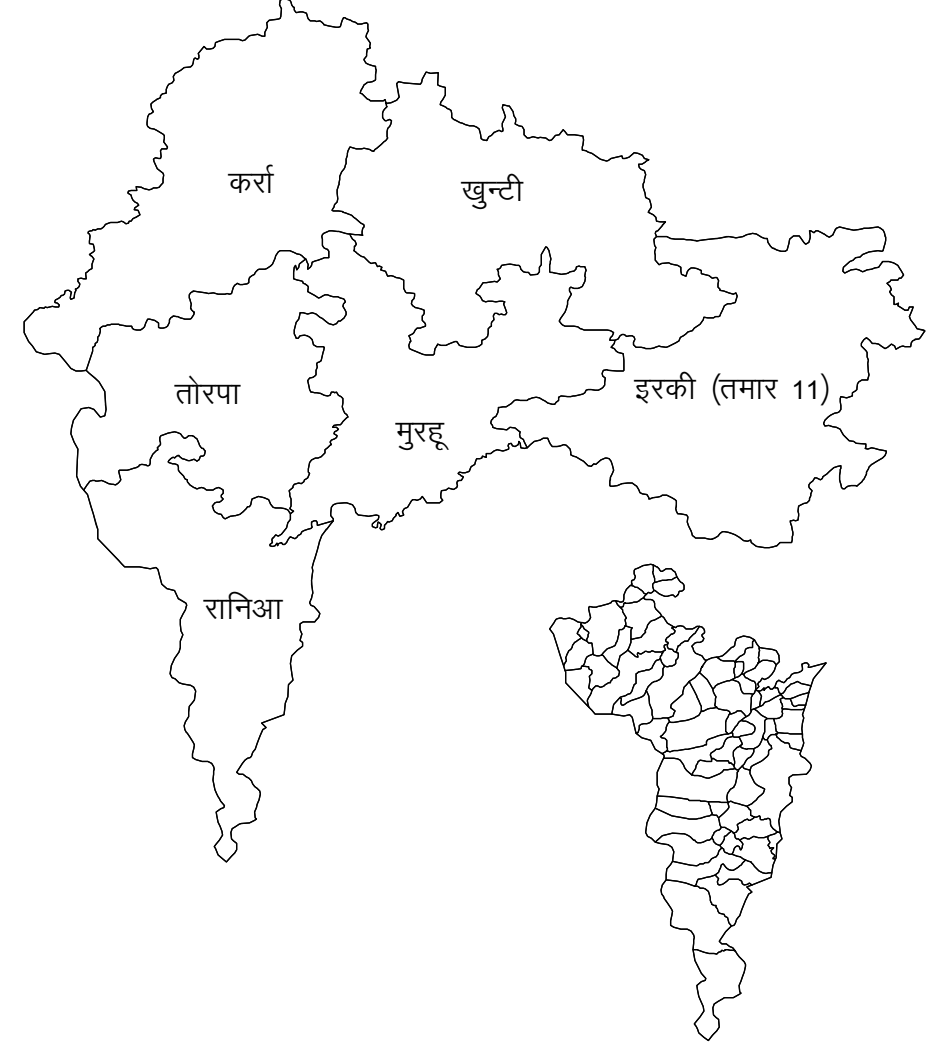 कर्रा
खुन्टी
तोरपा
इरकी (तमार 11)
मुरहू
रानिआ